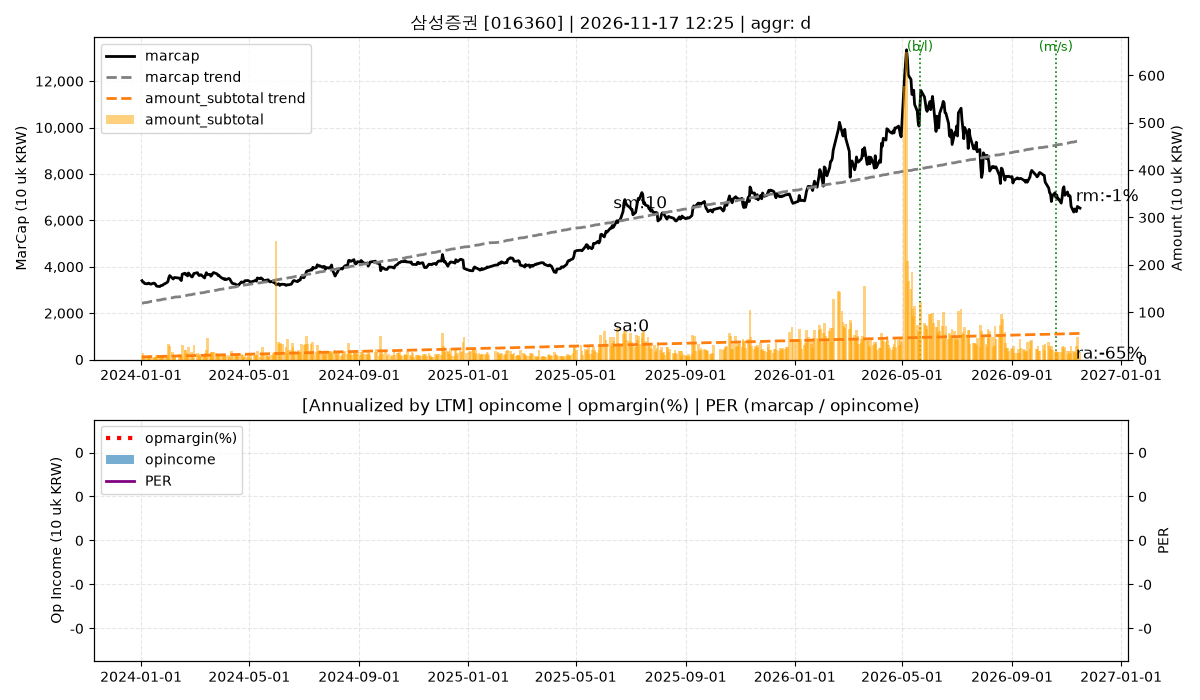 삼성증권 [016360] | 2026-11-17 12:25 | aggr: d
marcap
marcap trend
amount_subtotal trend
amount_subtotal
(b/l)
(m/s)
MarCap (10 uk KRW)
12,000
10,000
8,000
6,000
4,000
2,000
0
600
500
400
300
200
100
0
Amount (10 uk KRW)
sm:10
rm:-1%
sa:0
ra:-65%
2024-01-01 2024-05-01 2024-09-01 2025-01-01 2025-05-01 2025-09-01 2026-01-01 2026-05-01 2026-09-01 2027-01-01
[Annualized by LTM] opincome | opmargin(%) | PER (marcap / opincome)
opmargin(%)
opincome
PER
Op Income (10 uk KRW)
0
0
0
-0
-0
0
0
0
-0
-0
PER
2024-01-01 2024-05-01 2024-09-01 2025-01-01 2025-05-01 2025-09-01 2026-01-01 2026-05-01 2026-09-01 2027-01-01